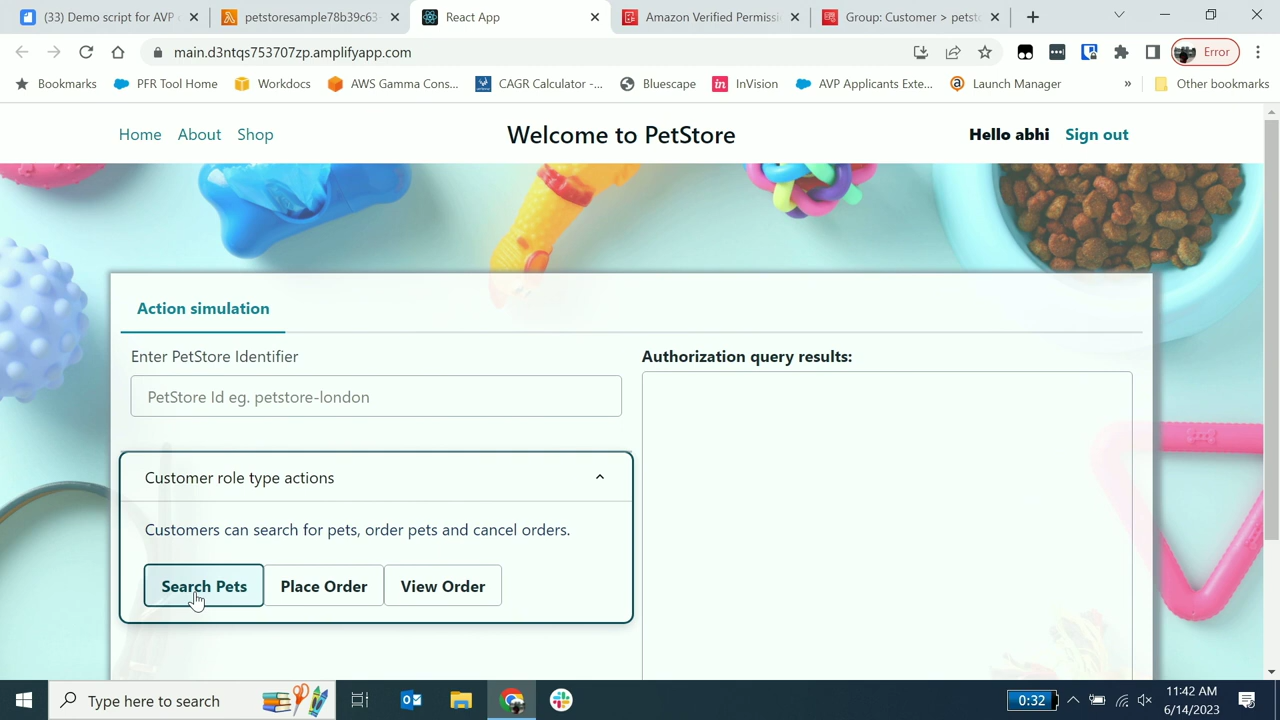 (33) Demo script for AVP
petstoresample78b39c63
React App
Amazon Verified Permissi
Group: Customer > petst
main.d3ntqs753707zp.amplifyapp.com
Error
Bookmarks
PFR Tool Home
Workdocs
AWS Gamma Cons...
CAGR Calculator -...
Bluescape
in
InVision
AVP Applicants Exte...
Launch Manager
»
Other bookmarks
Home
About
Shop
Welcome to PetStore
Hello abhi
Sign out
Action simulation
Enter PetStore Identifier
PetStore Id eg. petstore-london
Authorization query results:
Customer role type actions
Customers can search for pets, order pets and cancel orders.
Search Pets
Place Order
View Order
Type here to search
0:32
11:42 AM
6/14/2023